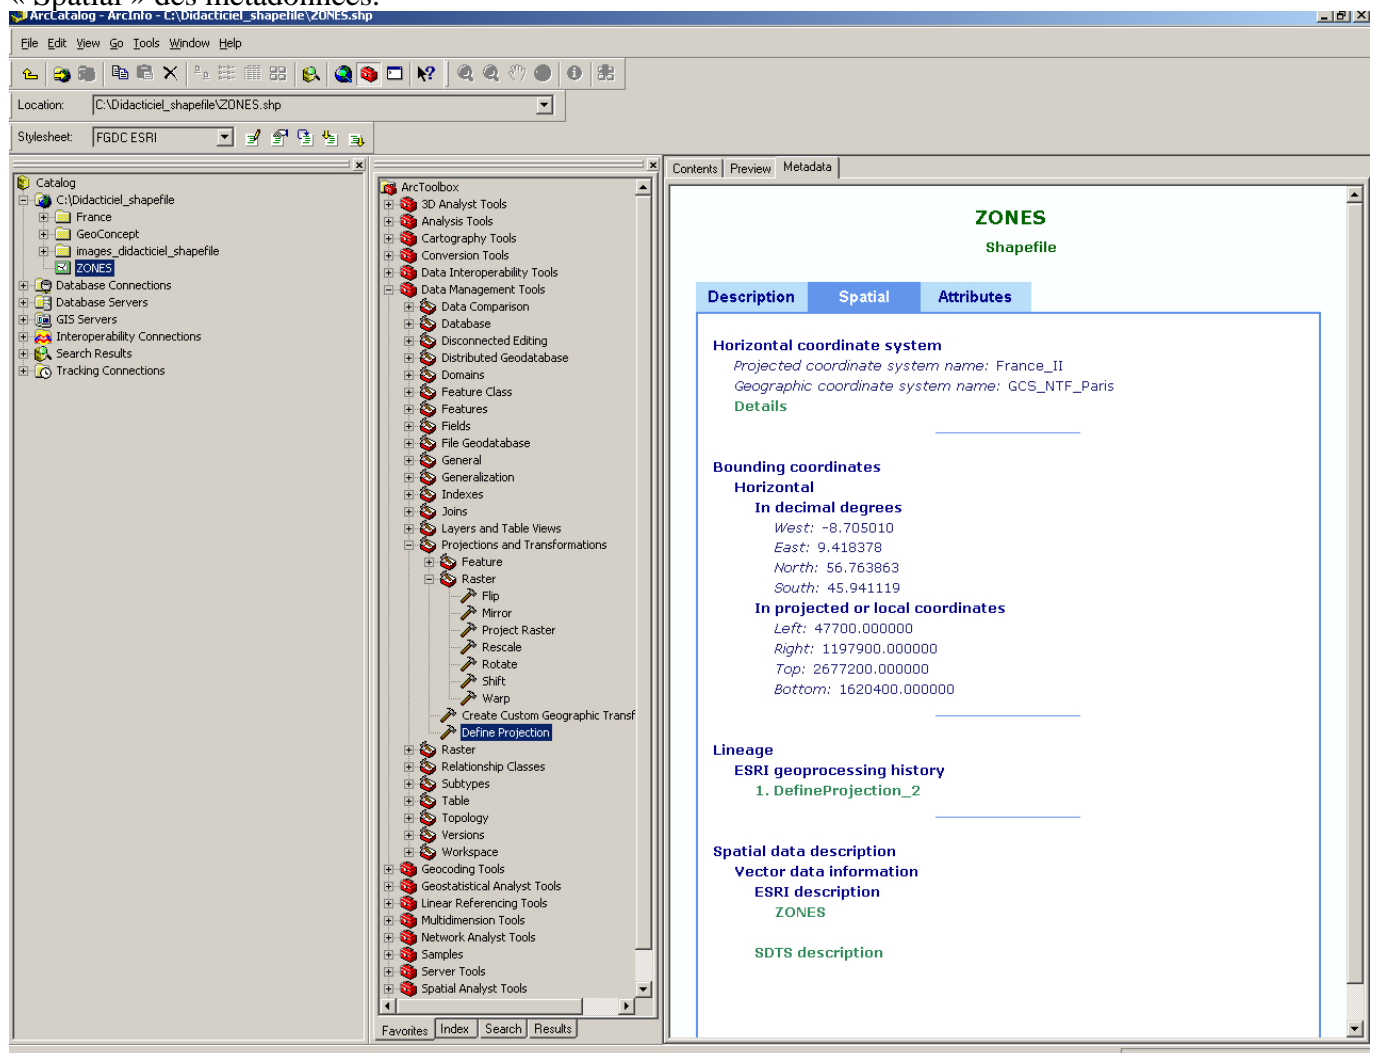 « Spatial » des métadonnées.
ArcCatalog - ArcInfo - C:\Didacticiel_shapefile\ZONES.shp
File Edit View Go Tools Window Help
Location: C:\Didacticiel_shapefile\ZONES.shp
Stylesheet: FGDC ESRI
Catalog
C:\Didacticiel_shapefile
France
GeoConcept
images_didacticiel_shapefile
ZONES
Database Connections
Database Servers
GIS Servers
Interoperability Connections
Search Results
Tracking Connections
ArcToolbox
3D Analyst Tools
Analysis Tools
Cartography Tools
Conversion Tools
Data Interoperability Tools
Data Management Tools
Data Comparison
Database
Disconnected Editing
Distributed Geodatabase
Domains
Feature Class
Features
Fields
File Geodatabase
General
Generalization
Indexes
Joins
Layers and Table Views
Projections and Transformations
Feature
Raster
Flip
Mirror
Project Raster
Rescale
Rotate
Shift
Warp
Create Custom Geographic Transf
Define Projection
Raster
Relationship Classes
Subtypes
Table
Topology
Versions
Workspace
Geocoding Tools
Geostatistical Analyst Tools
Linear Referencing Tools
Multidimension Tools
Network Analyst Tools
Samples
Server Tools
Spatial Analyst Tools
Favorites Index Search Results
Contents Preview Metadata
ZONES
Shapefile
Description Spatial Attributes
Horizontal coordinate system
Projected coordinate system name: France_II
Geographic coordinate system name: GCS_NTF_Paris
Details
Bounding coordinates
Horizontal
In decimal degrees
West: -8.705010
East: 9.418378
North: 56.763863
South: 45.941119
In projected or local coordinates
Left: 47700.000000
Right: 1197900.000000
Top: 2677200.000000
Bottom: 1620400.000000
Lineage
ESRI geoprocessing history
1. DefineProjection_2
Spatial data description
Vector data information
ESRI description
ZONES
SDTS description